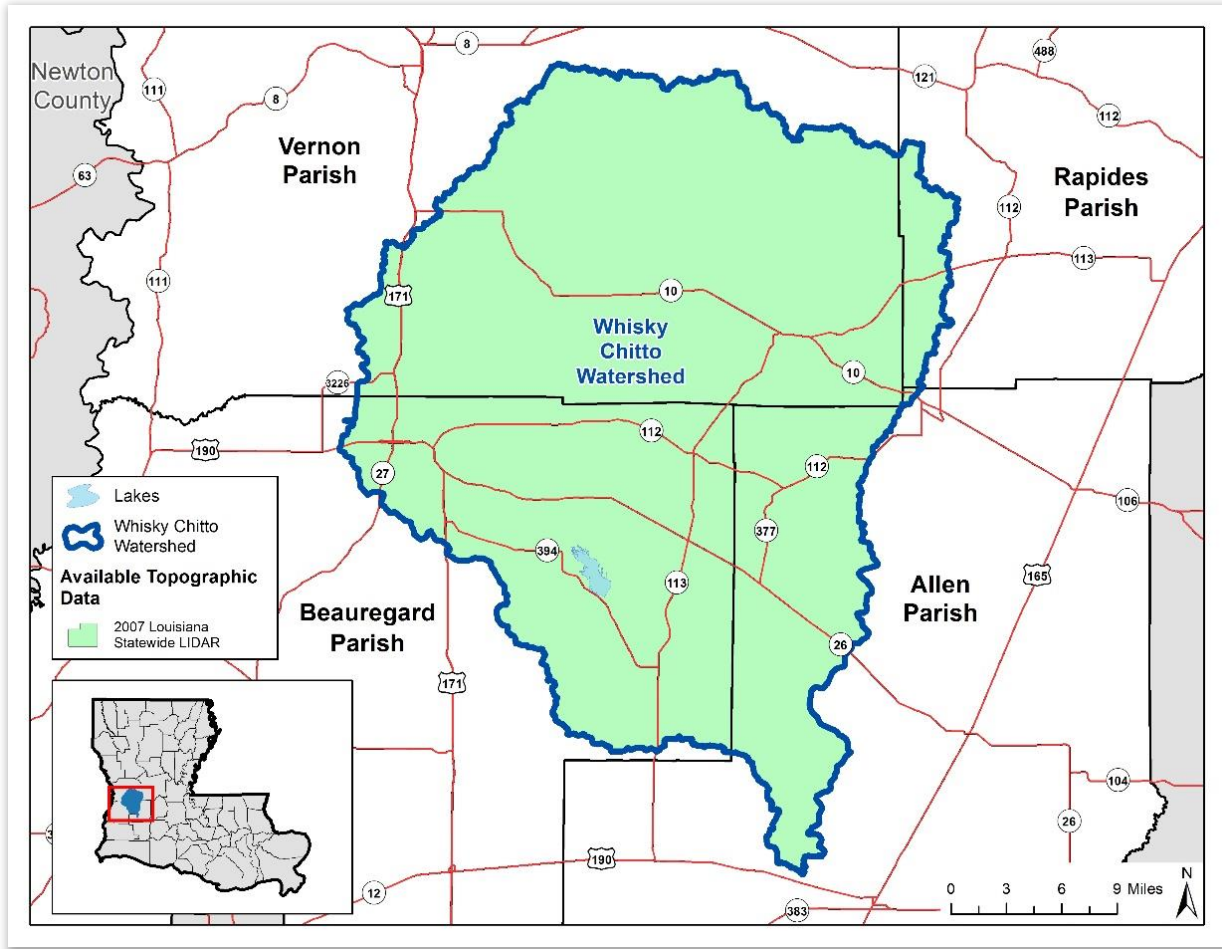 8
488
Newton
County
111
121
8
112
Vernon
Parish
63
Rapides
Parish
112
113
111
10
171
Whisky
Chitto
Watershed
10
3226
112
190
112
27
106
Lakes
Whisky Chitto
Watershed
377
394
Available Topographic
Data
165
113
Allen
Parish
Beauregard
Parish
2007 Louisiana
Statewide LIDAR
26
171
104
26
190
N
0 3 6 9 Miles
12
383